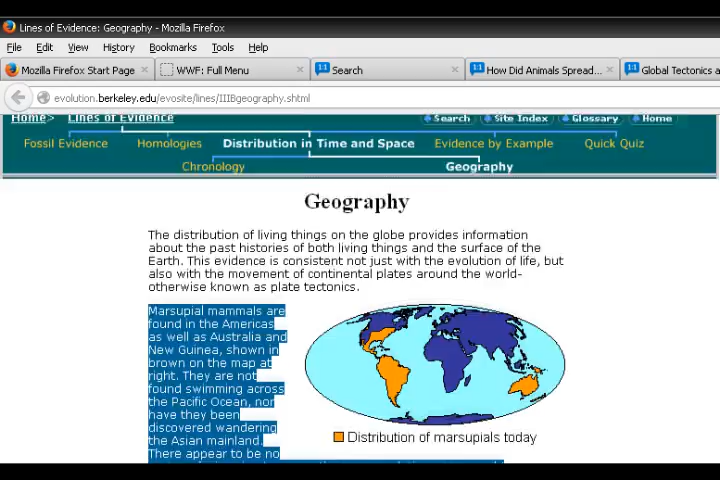 Lines of Evidence: Geography - Mozilla Firefox
File Edit View History Bookmarks Tools Help
Mozilla Firefox Start Page WWF: Full Menu Search How Did Animals Spread... Global Tectonics a
evolution.berkeley.edu/evosite/lines/IIIBgeography.shtml
Home> Lines of Evidence Search Site Index Glossary Home
Fossil Evidence Homologies Distribution in Time and Space Evidence by Example Quick Quiz
Chronology Geography
Geography
The distribution of living things on the globe provides information
about the past histories of both living things and the surface of the
Earth. This evidence is consistent not just with the evolution of life, but
also with the movement of continental plates around the world-
otherwise known as plate tectonics.
Marsupial mammals are
found in the Americas
as well as Australia and
New Guinea, shown in
brown on the map at
right. They are not
found swimming across
the Pacific Ocean, nor
have they been
discovered wandering
the Asian mainland.
There appear to be no
Distribution of marsupials today